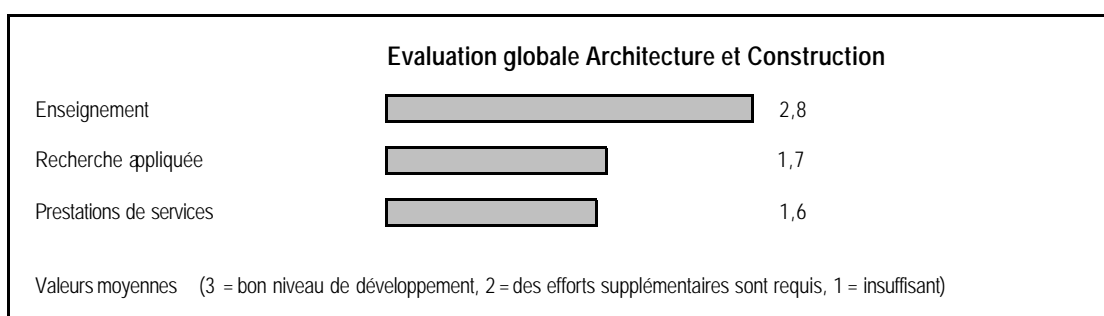 Evaluation globale Architecture et Construction
Enseignement 2,8
Recherche appliquée 1,7
Prestations de services 1,6
Valeurs moyennes (3 = bon niveau de développement, 2 = des efforts supplémentaires sont requis, 1 = insuffisant)